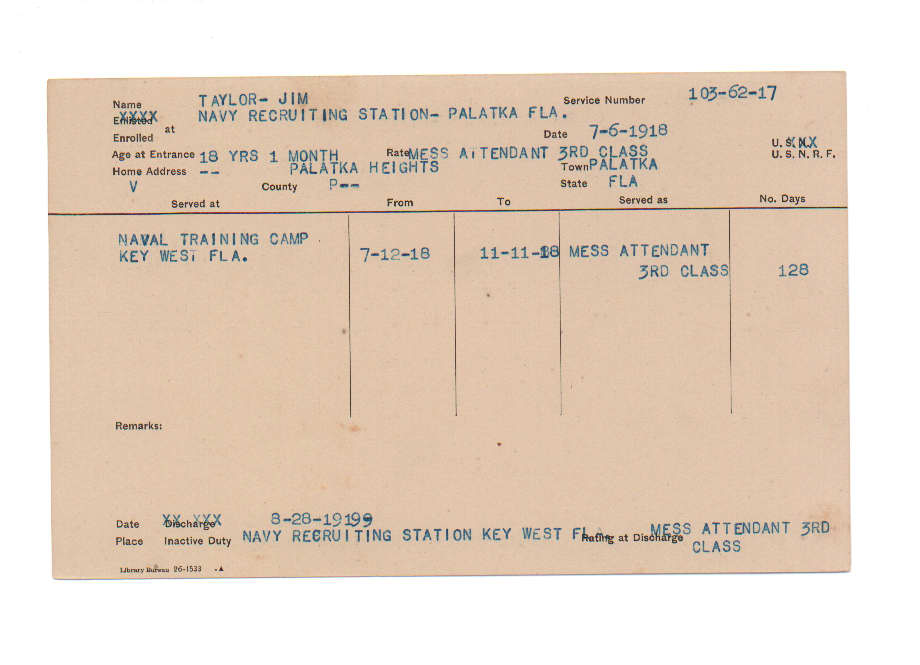 Name TAYLOR- JIM Service Number 103-62-17
Enlisted XXXX at NAVY RECRUITING STATION- PALATKA FLA.
Enrolled Date 7-6-1918
U. S. N. XXX
Age at Entrance 18 YRS 1 MONTH Rate MESS ATTENDANT 3RD CLASS U. S. N. R. F.
Home Address -- PALATKA HEIGHTS Town PALATKA
V County P-- State FLA
Served at From To Served as No. Days
NAVAL TRAINING CAMP
KEY WEST FLA. 7-12-18 11-11-18 MESS ATTENDANT
3RD CLASS 128
Remarks:
Date Discharge XX XXX 8-28-19199
Place Inactive Duty NAVY RECRUITING STATION KEY WEST FLA. Rating at Discharge MESS ATTENDANT 3RD
CLASS
Library Bureau 26-1533 .▲